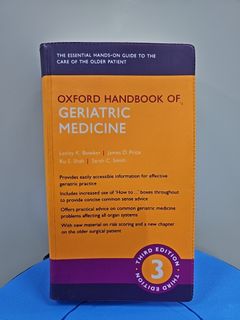 THE ESSENTIAL HANDS-ON GUIDE TO THE
CARE OF THE OLDER PATIENT
OXFORD HANDBOOK OF
GERIATRIC
MEDICINE
Lesley K. Bowker | James D. Price
Ku S. Shah | Sarah C. Smith
Provides easily accessible information for effective
geriatric practice
Includes increased use of 'How to ...' boxes throughout
to provide concise common sense advice
Offers practical advice on common geriatric medicine
problems affecting all organ systems
With new material on risk scoring and a new chapter
on the older surgical patient
THIRD EDITION
3
THIRD EDITION